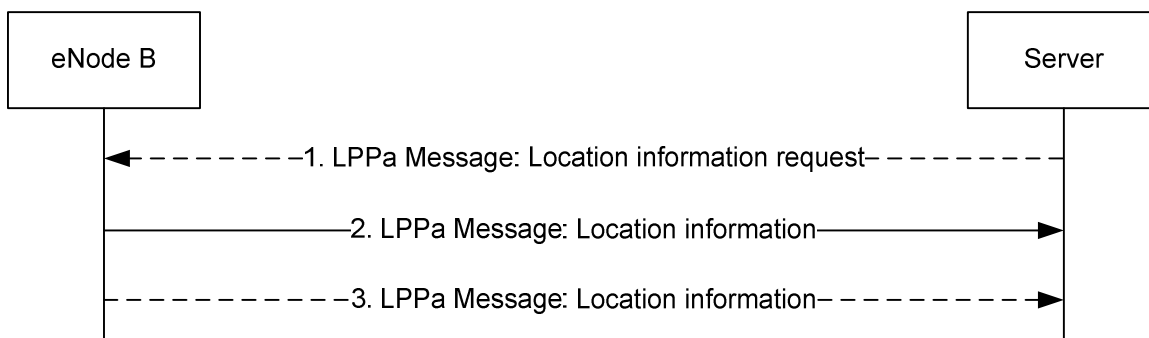 eNode B
Server
1. LPPa Message: Location information request
2. LPPa Message: Location information
3. LPPa Message: Location information